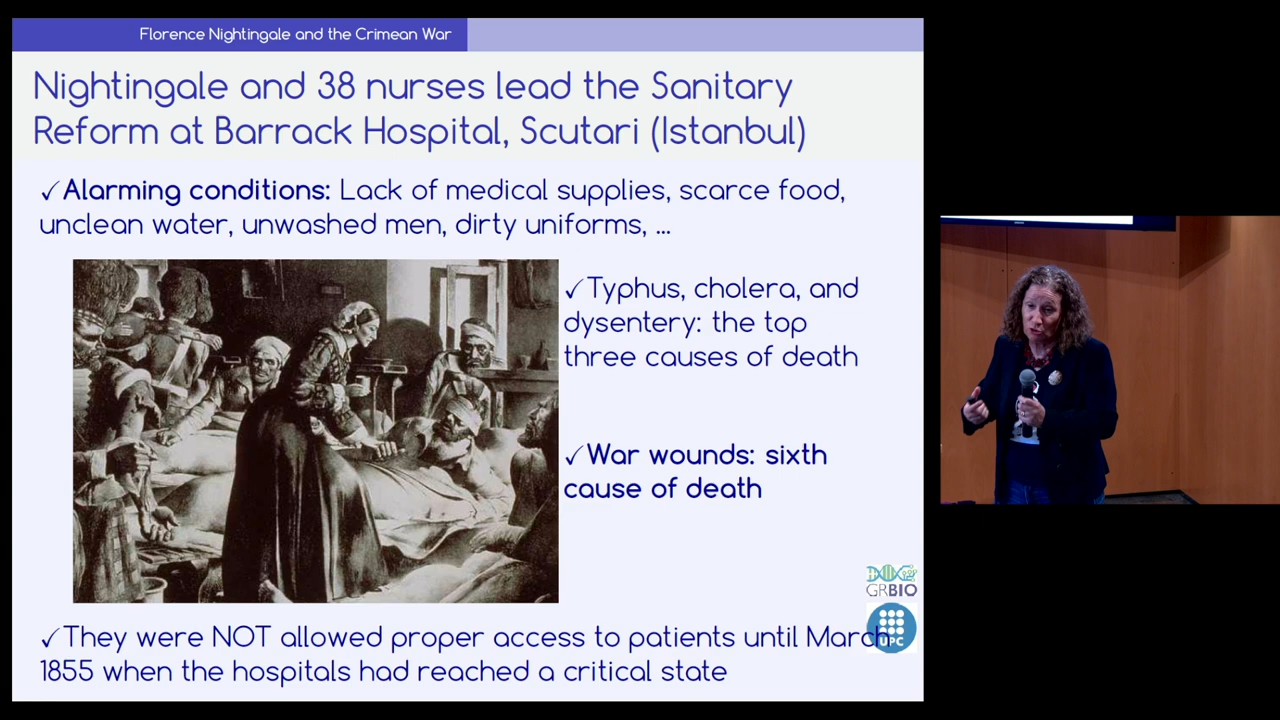 Florence Nightingale and the Crimean War
Nightingale and 38 nurses lead the Sanitary
Reform at Barrack Hospital, Scutari (Istanbul)
✓Alarming conditions: Lack of medical supplies, scarce food,
unclean water, unwashed men, dirty uniforms, ...
✓Typhus, cholera, and
dysentery: the top
three causes of death
✓War wounds: sixth
cause of death
GRBIO
UPC
✓They were NOT allowed proper access to patients until March
1855 when the hospitals had reached a critical state